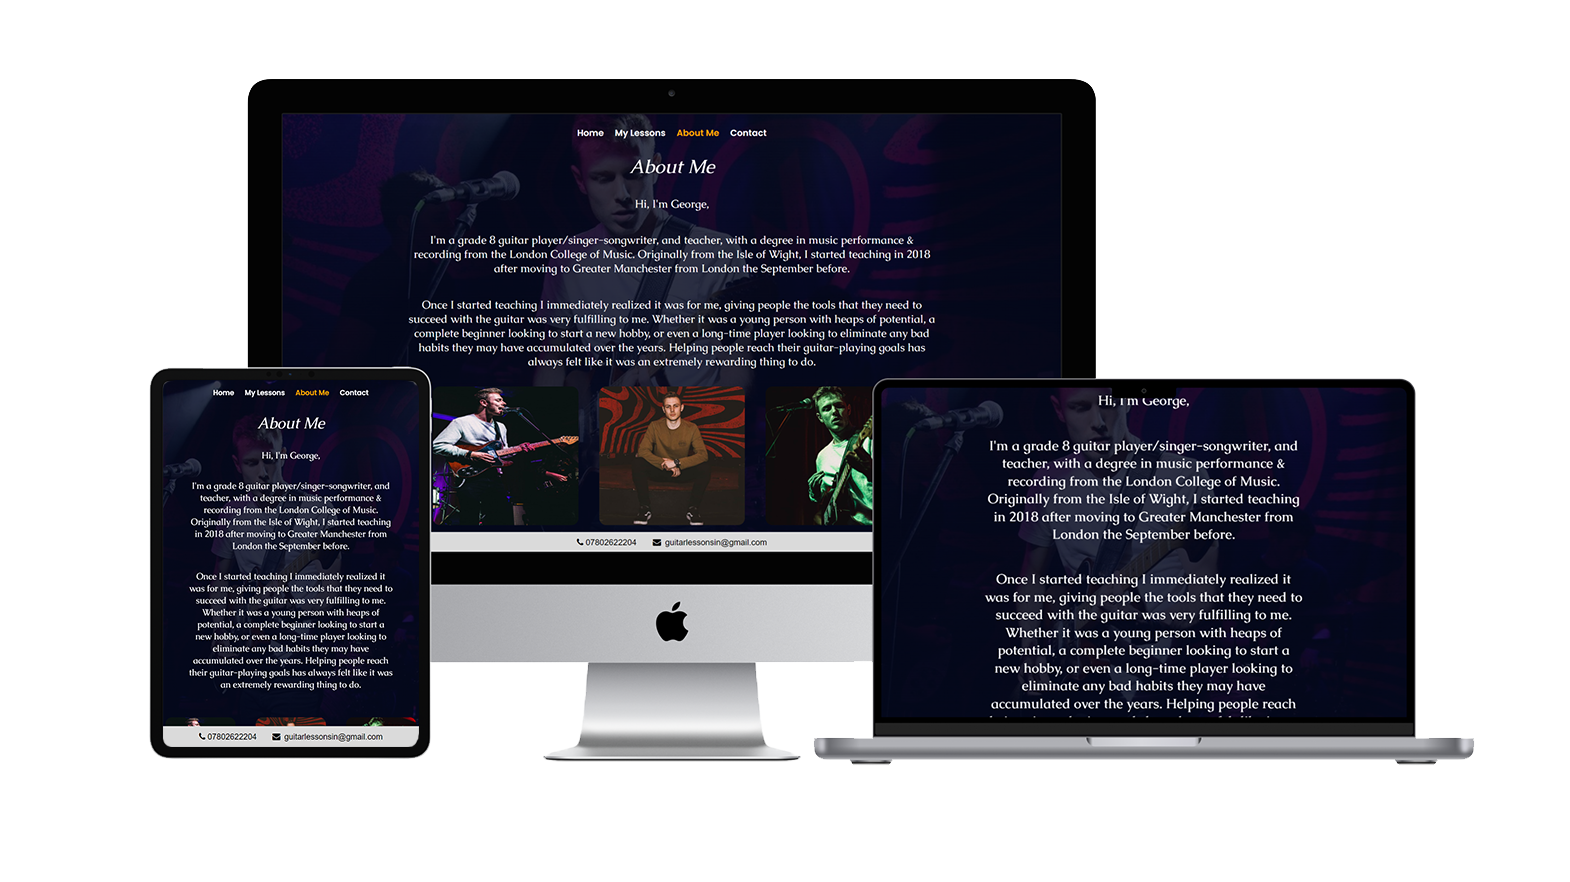 Home My Lessons About Me Contact
About Me
Hi, I'm George,
I'm a grade 8 guitar player/singer-songwriter, and teacher, with a degree in music performance &
recording from the London College of Music. Originally from the Isle of Wight, I started teaching in 2018
after moving to Greater Manchester from London the September before.
Once I started teaching I immediately realized it was for me, giving people the tools that they need to
succeed with the guitar was very fulfilling to me. Whether it was a young person with heaps of potential, a
complete beginner looking to start a new hobby, or even a long-time player looking to eliminate any bad
habits they may have accumulated over the years. Helping people reach their guitar-playing goals has
always felt like it was an extremely rewarding thing to do.
07802622204 guitarlessonsin@gmail.com
Home My Lessons About Me Contact
About Me
Hi, I'm George,
I'm a grade 8 guitar player/singer-songwriter, and
teacher, with a degree in music performance &
recording from the London College of Music.
Originally from the Isle of Wight, I started teaching
in 2018 after moving to Greater Manchester from
London the September before.
Once I started teaching I immediately realized it
was for me, giving people the tools that they need to
succeed with the guitar was very fulfilling to me.
Whether it was a young person with heaps of
potential, a complete beginner looking to start a
new hobby, or even a long-time player looking to
eliminate any bad habits they may have
accumulated over the years. Helping people reach
their guitar-playing goals has always felt like it was
an extremely rewarding thing to do.
07802622204 guitarlessonsin@gmail.com
Hi, I'm George,
I'm a grade 8 guitar player/singer-songwriter, and
teacher, with a degree in music performance &
recording from the London College of Music.
Originally from the Isle of Wight, I started teaching
in 2018 after moving to Greater Manchester from
London the September before.
Once I started teaching I immediately realized it
was for me, giving people the tools that they need to
succeed with the guitar was very fulfilling to me.
Whether it was a young person with heaps of
potential, a complete beginner looking to start a
new hobby, or even a long-time player looking to
eliminate any bad habits they may have
accumulated over the years. Helping people reach